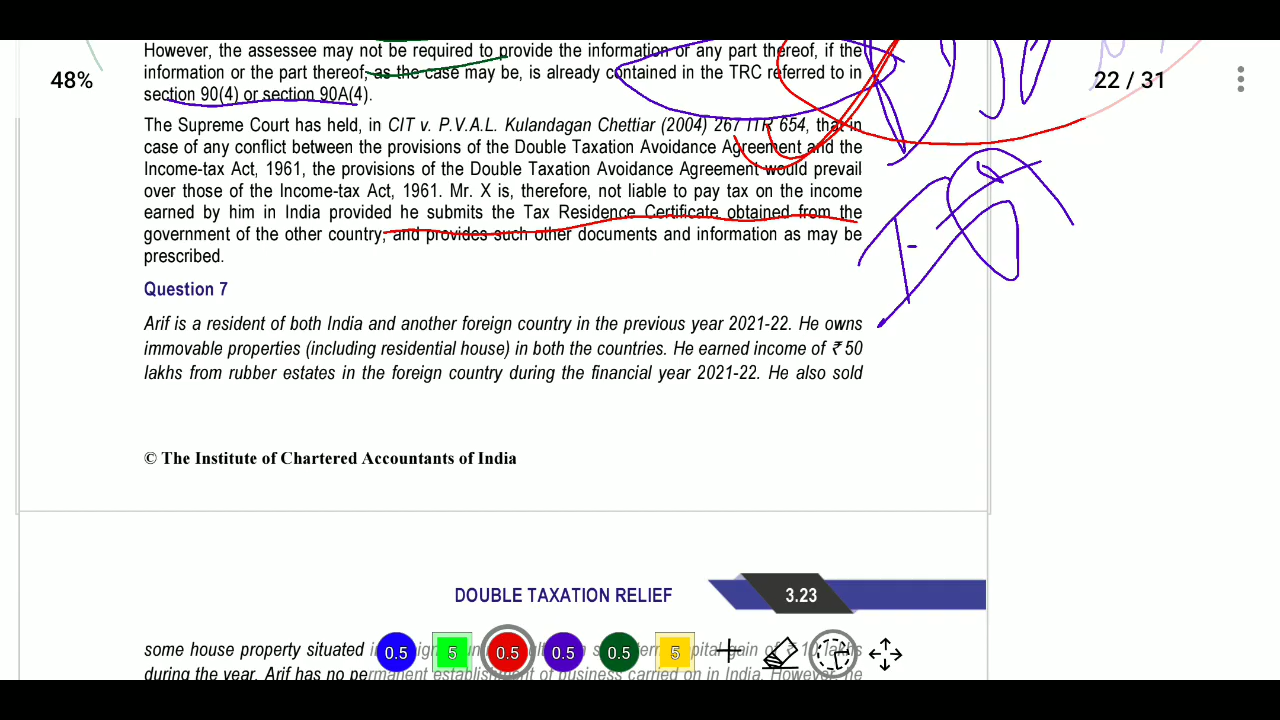 However, the assessee may not be required to provide the information or any part thereof, if the
48%
information or the part thereof, as the case may be, is already contained in the TRC referred to in
22 / 31
section 90(4) or section 90A(4).
The Supreme Court has held, in CIT v. P.V.A.L. Kulandagan Chettiar (2004) 267 ITR 654, that in
case of any conflict between the provisions of the Double Taxation Avoidance Agreement and the
Income-tax Act, 1961, the provisions of the Double Taxation Avoidance Agreement would prevail
over those of the Income-tax Act, 1961. Mr. X is, therefore, not liable to pay tax on the income
earned by him in India provided he submits the Tax Residence Certificate obtained from the
government of the other country, and provides such other documents and information as may be
prescribed.
Question 7
Arif is a resident of both India and another foreign country in the previous year 2021-22. He owns
immovable properties (including residential house) in both the countries. He earned income of ₹ 50
lakhs from rubber estates in the foreign country during the financial year 2021-22. He also sold
© The Institute of Chartered Accountants of India
DOUBLE TAXATION RELIEF 3.23
some house property situated
0.5 5 0.5 0.5 0.5 5
during the year. Arif has no permanent establishment of business carried on in India. However, he